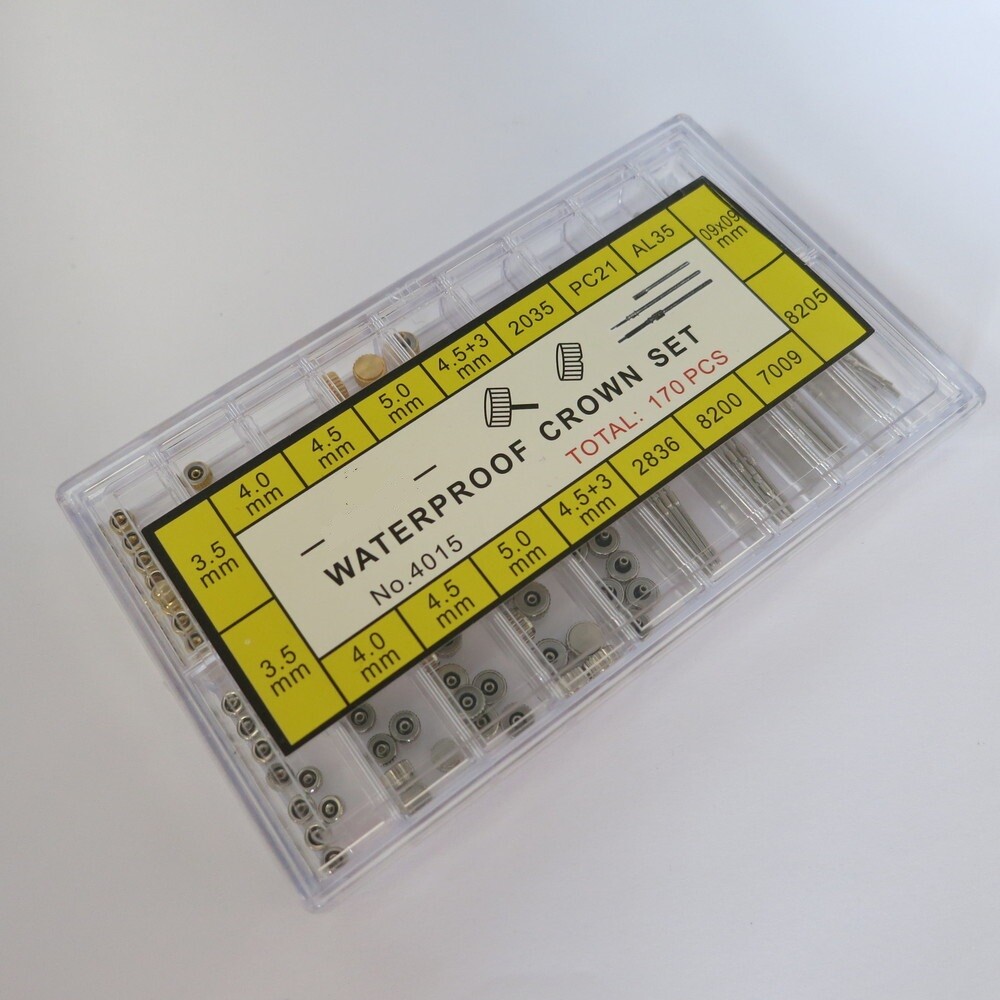 3.5
mm
4.0
mm
4.5
mm
5.0
mm
4.5+3
mm
2035
PC21
AL35
09x09
mm
WATERPROOF CROWN SET
No.4015
TOTAL: 170 PCS
3.5
mm
4.0
mm
4.5
mm
5.0
mm
4.5+3
mm
2836
8200
7009
8205